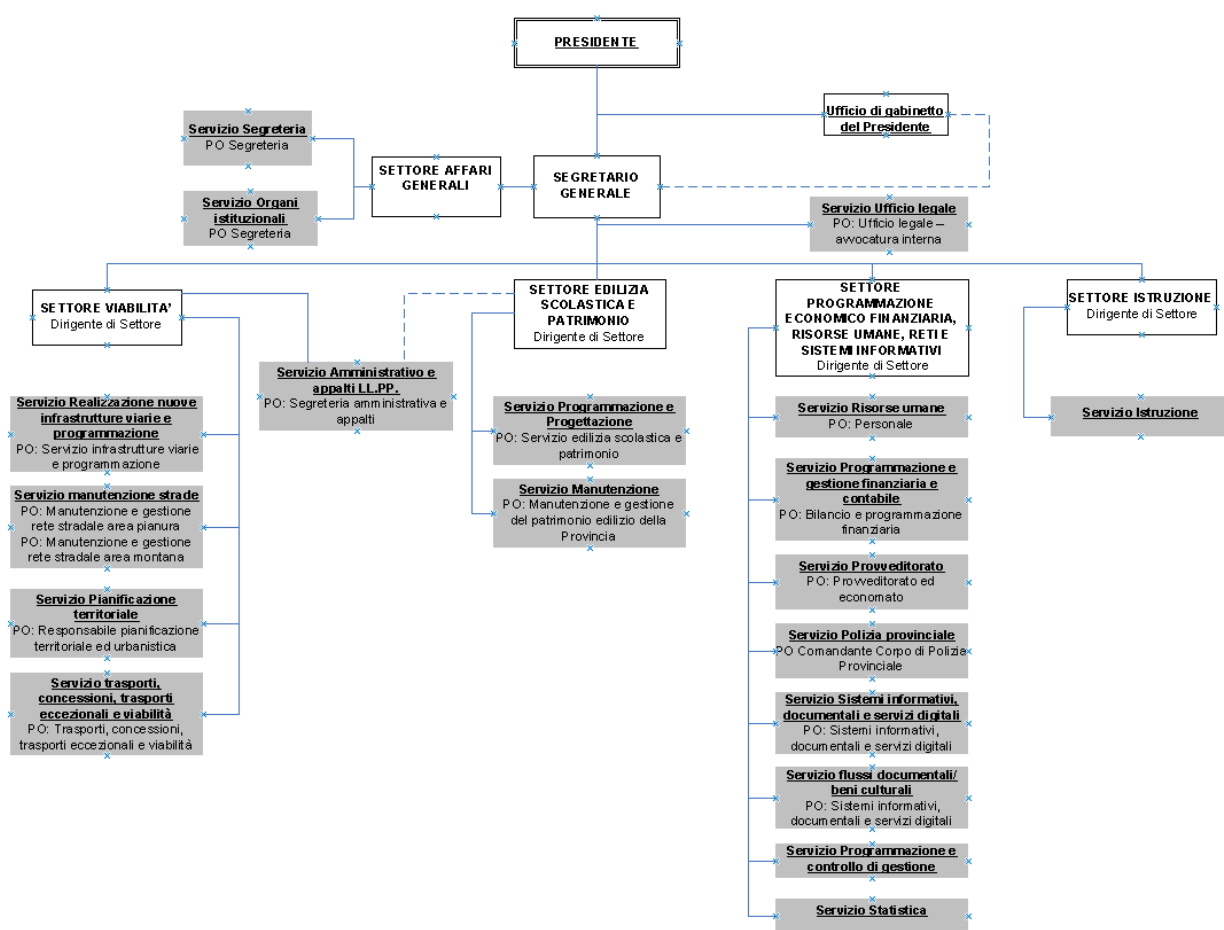 PRESIDENTE
Ufficio di gabinetto
del Presidente
Servizio Segreteria
PO Segreteria
SETTORE AFFARI
GENERALI
SEGRETARIO
GENERALE
Servizio Organi
istituzionali
PO Segreteria
Servizio Ufficio legale
PO: Ufficio legale –
avvocatura interna
SETTORE VIABILITA’
Dirigente di Settore
SETTORE EDILIZIA
SCOLASTICA E
PATRIMONIO
Dirigente di Settore
SETTORE
PROGRAMMAZIONE
ECONOMICO FINANZIARIA,
RISORSE UMANE, RETI E
SISTEMI INFORMATIVI
Dirigente di Settore
SETTORE ISTRUZIONE
Dirigente di Settore
Servizio Amministrativo e
appalti LL.PP.
PO: Segreteria amministrativa e
appalti
Servizio Realizzazione nuove
infrastrutture viarie e
programmazione
PO: Servizio infrastrutture viarie
e programmazione
Servizio manutenzione strade
PO: Manutenzione e gestione
rete stradale area pianura
PO: Manutenzione e gestione
rete stradale area montana
Servizio Pianificazione
territoriale
PO: Responsabile pianificazione
territoriale ed urbanistica
Servizio trasporti,
concessioni, trasporti
eccezionali e viabilità
PO: Trasporti, concessioni,
trasporti eccezionali e viabilità
Servizio Programmazione e
Progettazione
PO: Servizio edilizia scolastica e
patrimonio
Servizio Manutenzione
PO: Manutenzione e gestione
del patrimonio edilizio della
Provincia
Servizio Risorse umane
PO: Personale
Servizio Programmazione e
gestione finanziaria e
contabile
PO: Bilancio e programmazione
finanziaria
Servizio Provveditorato
PO: Provveditorato ed
economato
Servizio Polizia provinciale
PO Comandante Corpo di Polizia
Provinciale
Servizio Sistemi informativi,
documentali e servizi digitali
PO: Sistemi informativi,
documentali e servizi digitali
Servizio flussi documentali/
beni culturali
PO: Sistemi informativi,
documentali e servizi digitali
Servizio Programmazione e
controllo di gestione
Servizio Statistica
Servizio Istruzione